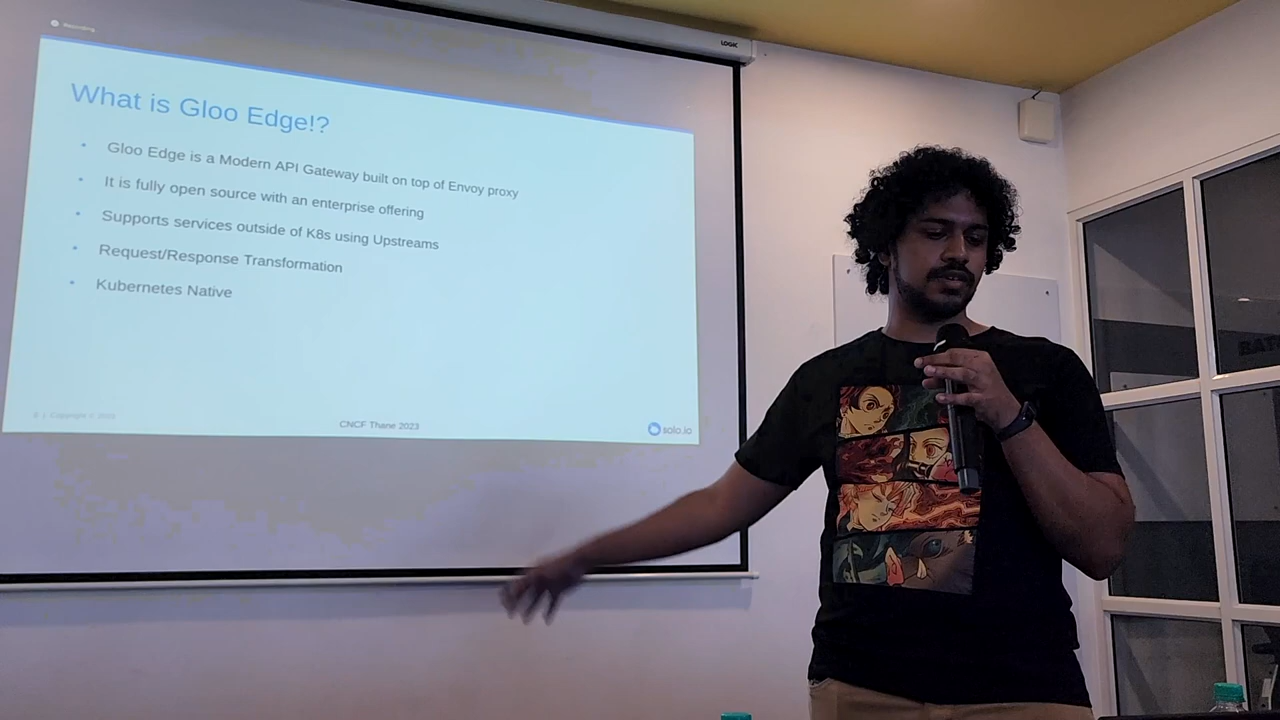 Recording
LOGIC
What is Gloo Edge!?
Gloo Edge is a Modern API Gateway built on top of Envoy proxy
It is fully open source with an enterprise offering
Supports services outside of K8s using Upstreams
Request/Response Transformation
Kubernetes Native
CNCF Thane 2023
solo.io